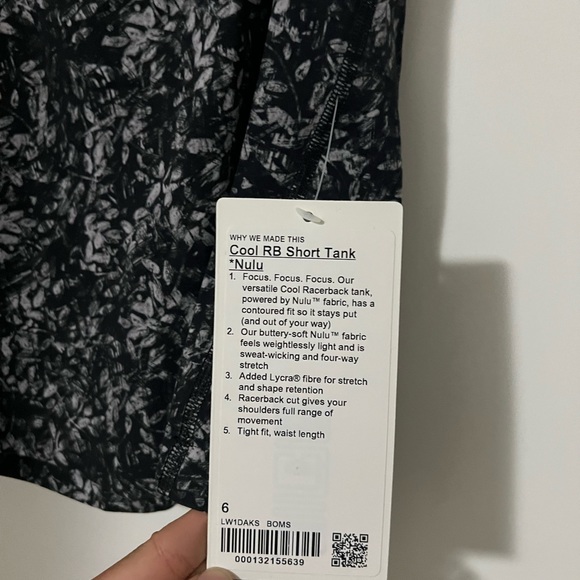 WHY WE MADE THIS
Cool RB Short Tank
*Nulu
1. Focus. Focus. Focus. Our
versatile Cool Racerback tank,
powered by Nulu™ fabric, has a
contoured fit so it stays put
(and out of your way)
2. Our buttery-soft Nulu™ fabric
feels weightlessly light and is
sweat-wicking and four-way
stretch
3. Added Lycra® fibre for stretch
and shape retention
4. Racerback cut gives your
shoulders full range of
movement
5. Tight fit, waist length
6
LW1DAKS BOMS
000132155639